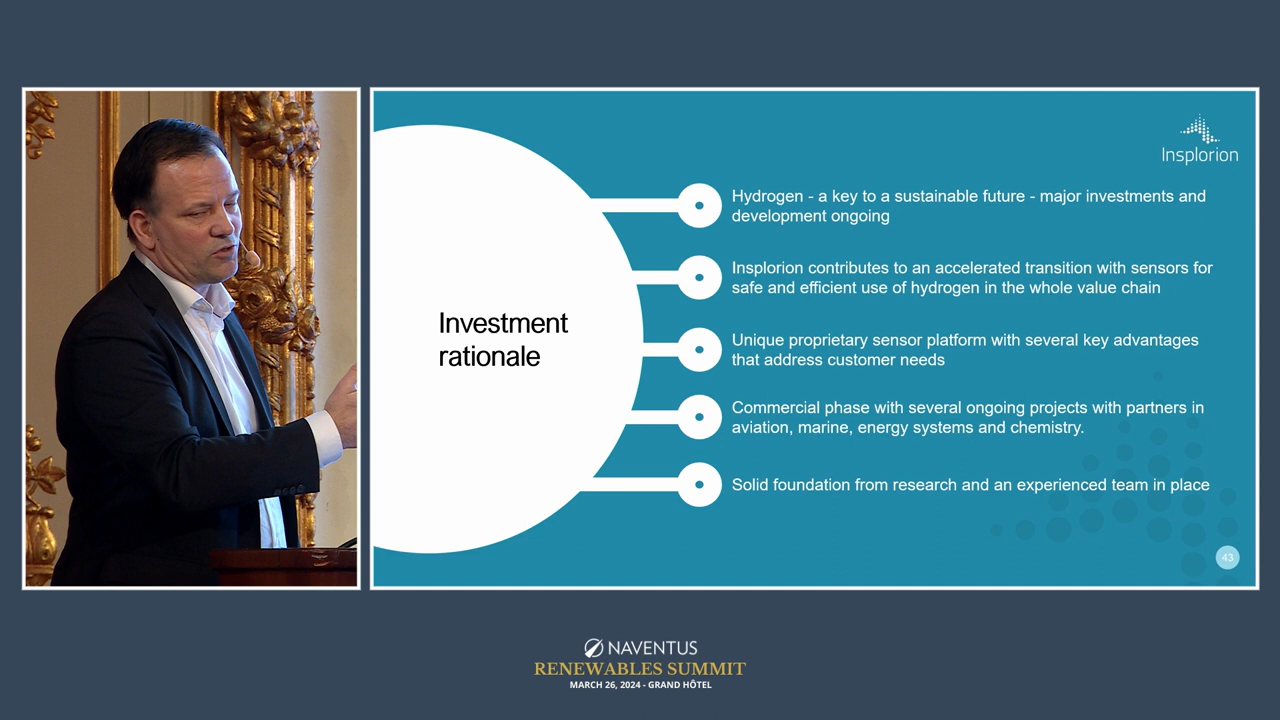 Insplorion
Investment
rationale
Hydrogen - a key to a sustainable future - major investments and
development ongoing
Insplorion contributes to an accelerated transition with sensors for
safe and efficient use of hydrogen in the whole value chain
Unique proprietary sensor platform with several key advantages
that address customer needs
Commercial phase with several ongoing projects with partners in
aviation, marine, energy systems and chemistry.
Solid foundation from research and an experienced team in place
43
NAVENTUS
RENEWABLES SUMMIT
MARCH 26, 2024 - GRAND HÔTEL